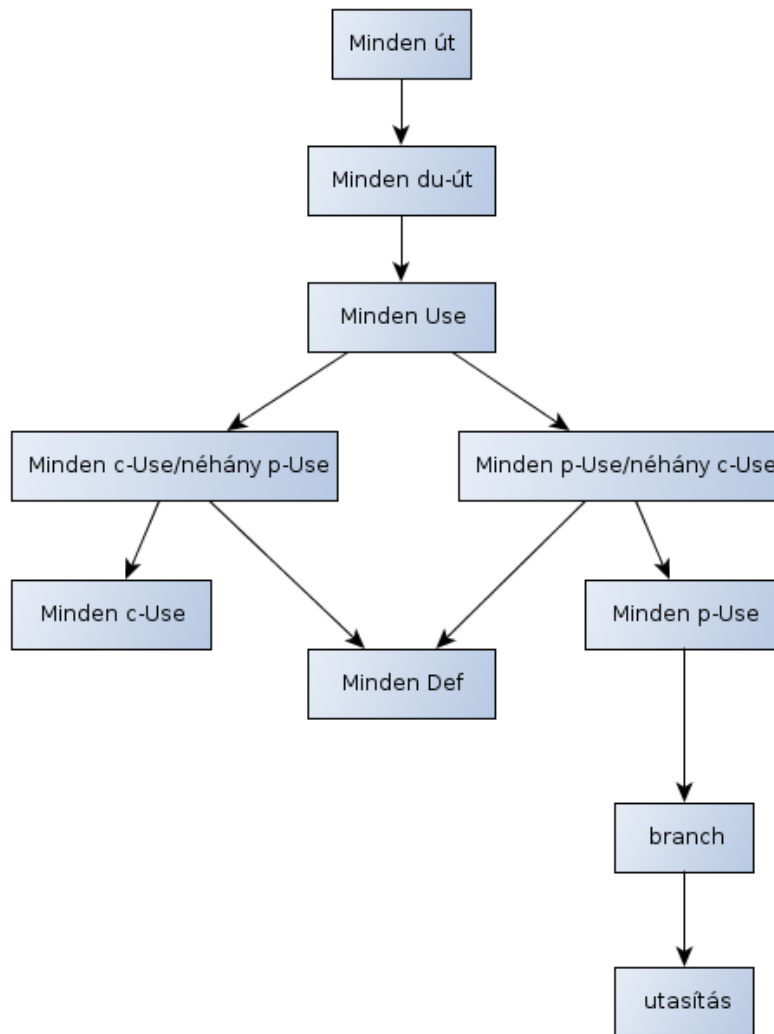 Minden út
Minden du-út
Minden Use
Minden c-Use/néhány p-Use
Minden p-Use/néhány c-Use
Minden c-Use
Minden p-Use
Minden Def
branch
utasítás